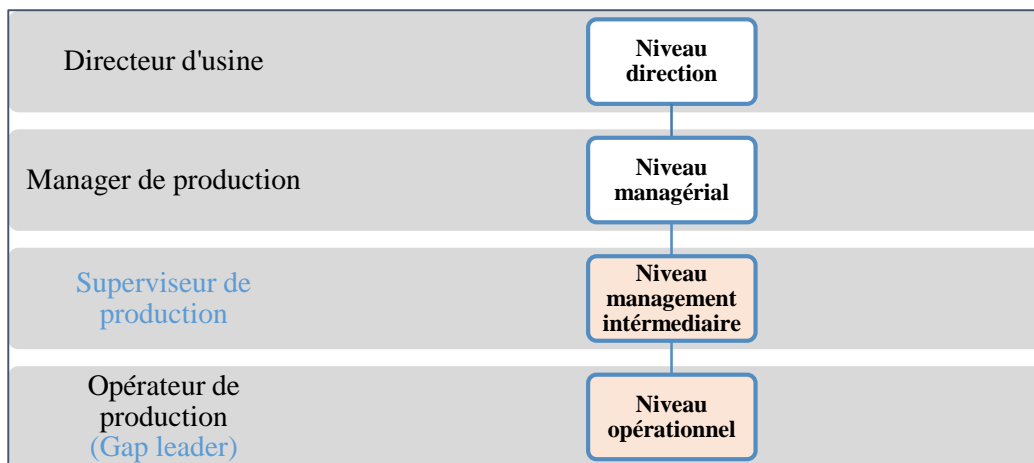 Directeur d'usine
Niveau
direction
Manager de production
Niveau
managérial
Superviseur de
production
Niveau
management
intérmediaire
Opérateur de
production
(Gap leader)
Niveau
opérationnel